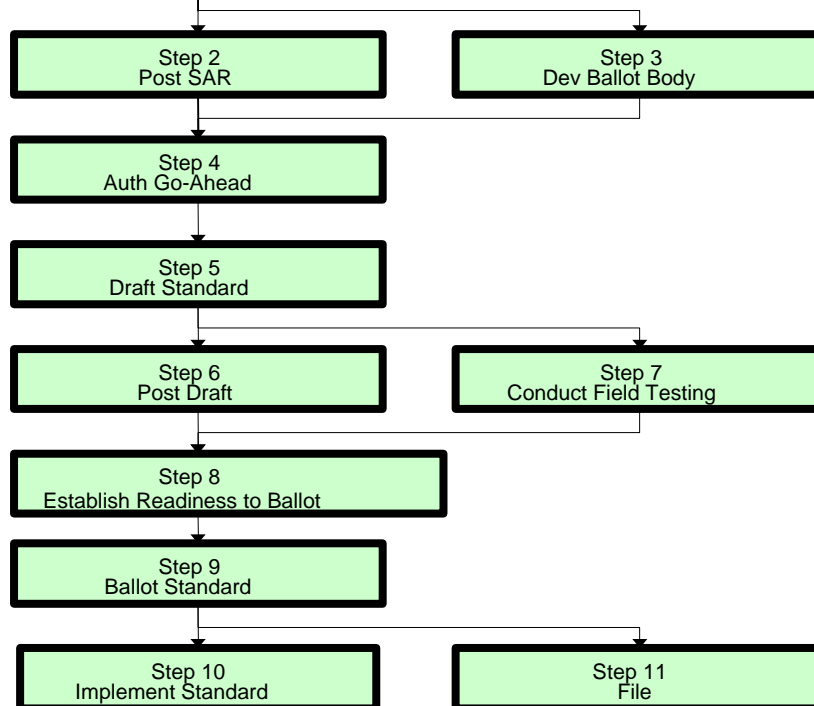 Step 2
Post SAR
Step 3
Dev Ballot Body
Step 4
Auth Go-Ahead
Step 5
Draft Standard
Step 6
Post Draft
Step 7
Conduct Field Testing
Step 8
Establish Readiness to Ballot
Step 9
Ballot Standard
Step 10
Implement Standard
Step 11
File